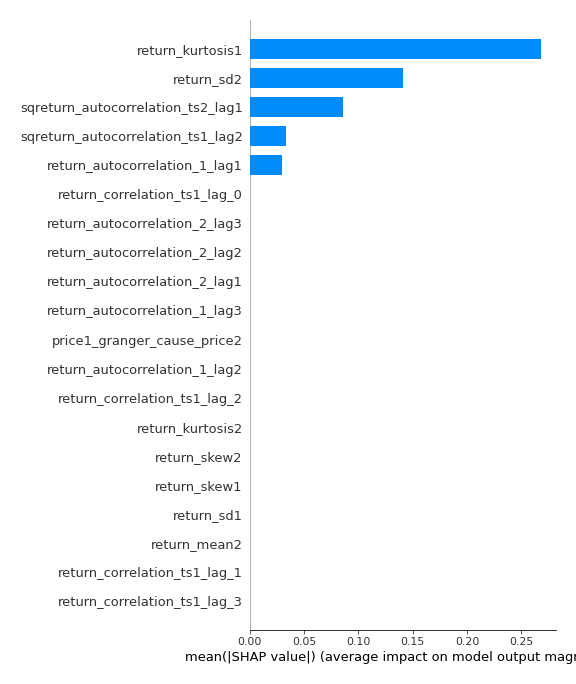 return_kurtosis1
return_sd2
sqreturn_autocorrelation_ts2_lag1
sqreturn_autocorrelation_ts1_lag2
return_autocorrelation_1_lag1
return_correlation_ts1_lag_0
return_autocorrelation_2_lag3
return_autocorrelation_2_lag2
return_autocorrelation_2_lag1
return_autocorrelation_1_lag3
price1_granger_cause_price2
return_autocorrelation_1_lag2
return_correlation_ts1_lag_2
return_kurtosis2
return_skew2
return_skew1
return_sd1
return_mean2
return_correlation_ts1_lag_1
return_correlation_ts1_lag_3
0.00 0.05 0.10 0.15 0.20 0.25
mean(|SHAP value|) (average impact on model output magn